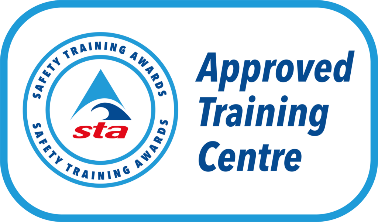 SAFETY TRAINING AWARDS
sta
SAFETY TRAINING AWARDS
Approved
Training
Centre